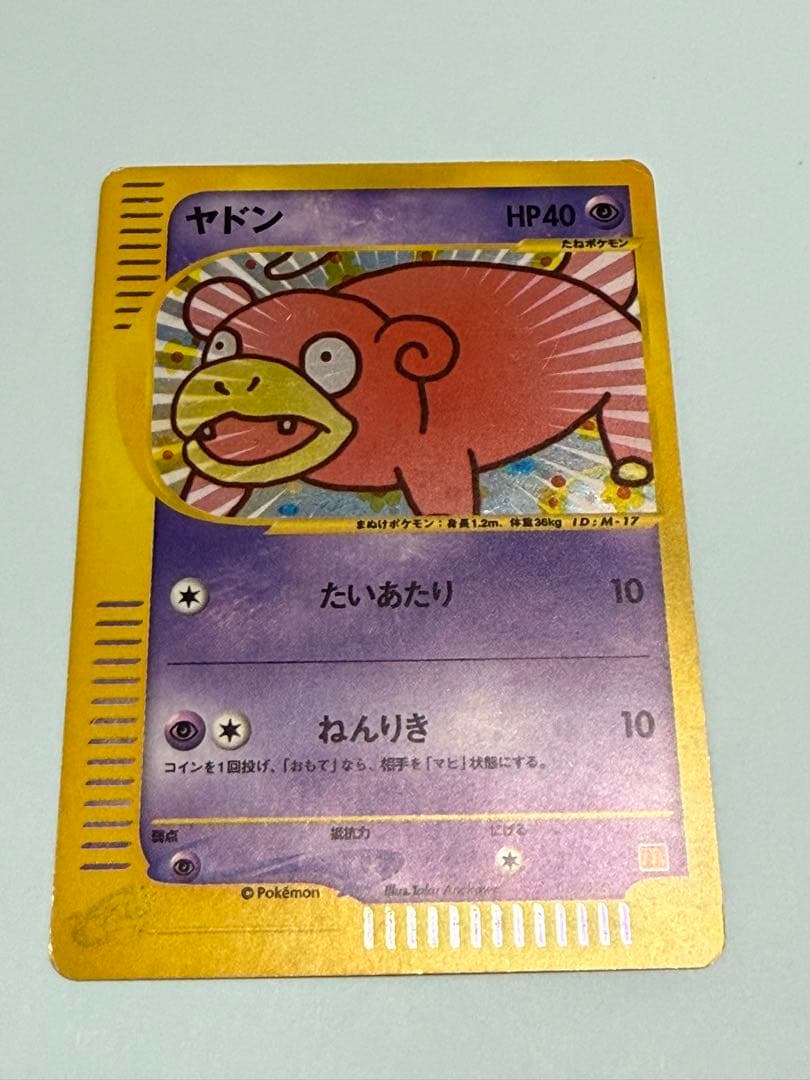 ヤドン HP40
たねポケモン
まぬけポケモン：身長1.2m、体重36kg ID:M-17
たいあたり 10
ねんりき 10
コインを1回投げ、「おもて」なら、相手を「マヒ」状態にする。
弱点 抵抗力 にげる
©Pokémon Illus.